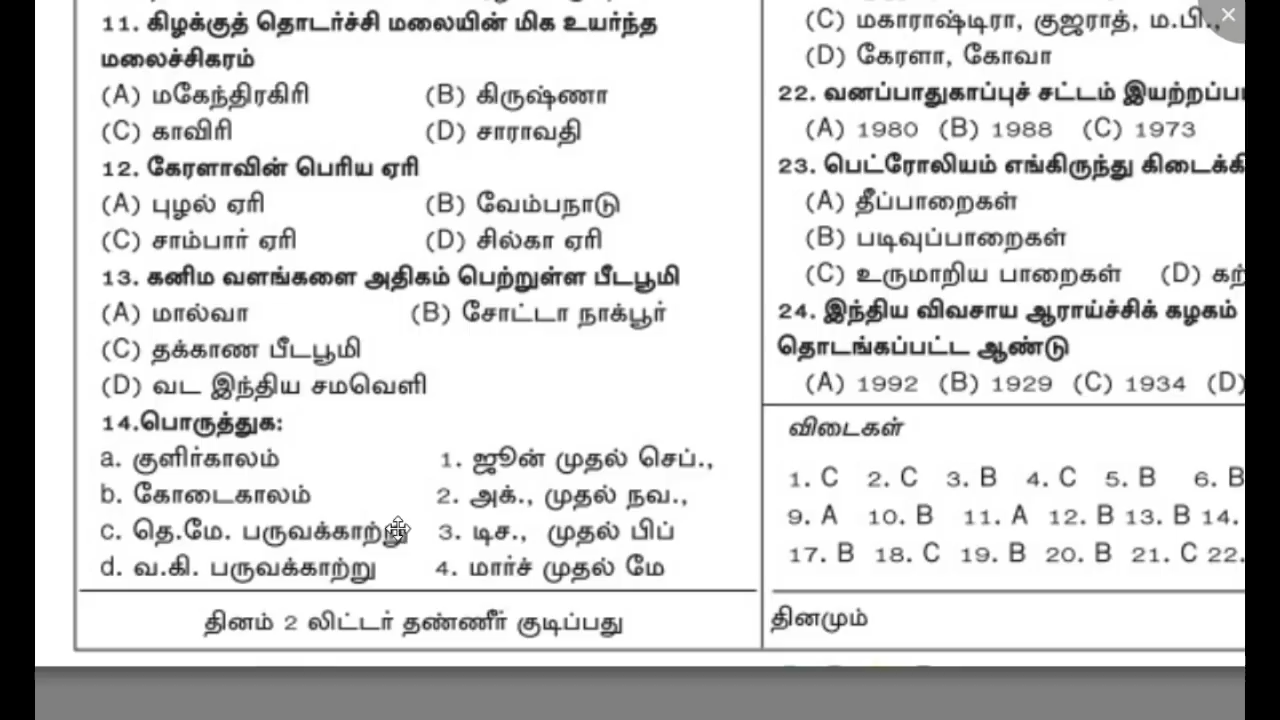 11. கிழக்குத் தொடர்ச்சி மலையின் மிக உயர்ந்த
மலைச்சிகரம்
(A) மகேந்திரகிரி (B) கிருஷ்ணா
(C) காவிரி (D) சாராவதி
12. கேரளாவின் பெரிய ஏரி
(A) புழல் ஏரி (B) வேம்பநாடு
(C) சாம்பார் ஏரி (D) சில்கா ஏரி
13. கனிம வளங்களை அதிகம் பெற்றுள்ள பீடபூமி
(A) மால்வா (B) சோட்டா நாக்பூர்
(C) தக்காண பீடபூமி
(D) வட இந்திய சமவெளி
14.பொருத்துக:
a. குளிர்காலம் 1. ஜூன் முதல் செப்.,
b. கோடைகாலம் 2. அக்., முதல் நவ.,
c. தெ.மே. பருவக்காற்று 3. டிச., முதல் பிப்
d. வ.கி. பருவக்காற்று 4. மார்ச் முதல் மே
தினம் 2 லிட்டர் தண்ணீர் குடிப்பது
(C) மகாராஷ்டிரா, குஜராத், ம.பி.,
(D) கேரளா, கோவா
22. வனப்பாதுகாப்புச் சட்டம்
(A) 1980 (B) 1988 (C) 1973
23. பெட்ரோலியம் எங்கிருந்து
(A) தீப்பாறைகள்
(B) படிவுப்பாறைகள்
(C) உருமாறிய பாறைகள் (D)
24. இந்திய விவசாய ஆராய்ச்சிக் கழகம்
தொடங்கப்பட்ட ஆண்டு
(A) 1992 (B) 1929 (C) 1934 (D)
விடைகள்
1. C 2. C 3. B 4. C 5. B 6. B
9. A 10. B 11. A 12. B 13. B 14.
17. B 18. C 19. B 20. B 21. C 22.
தினமும்